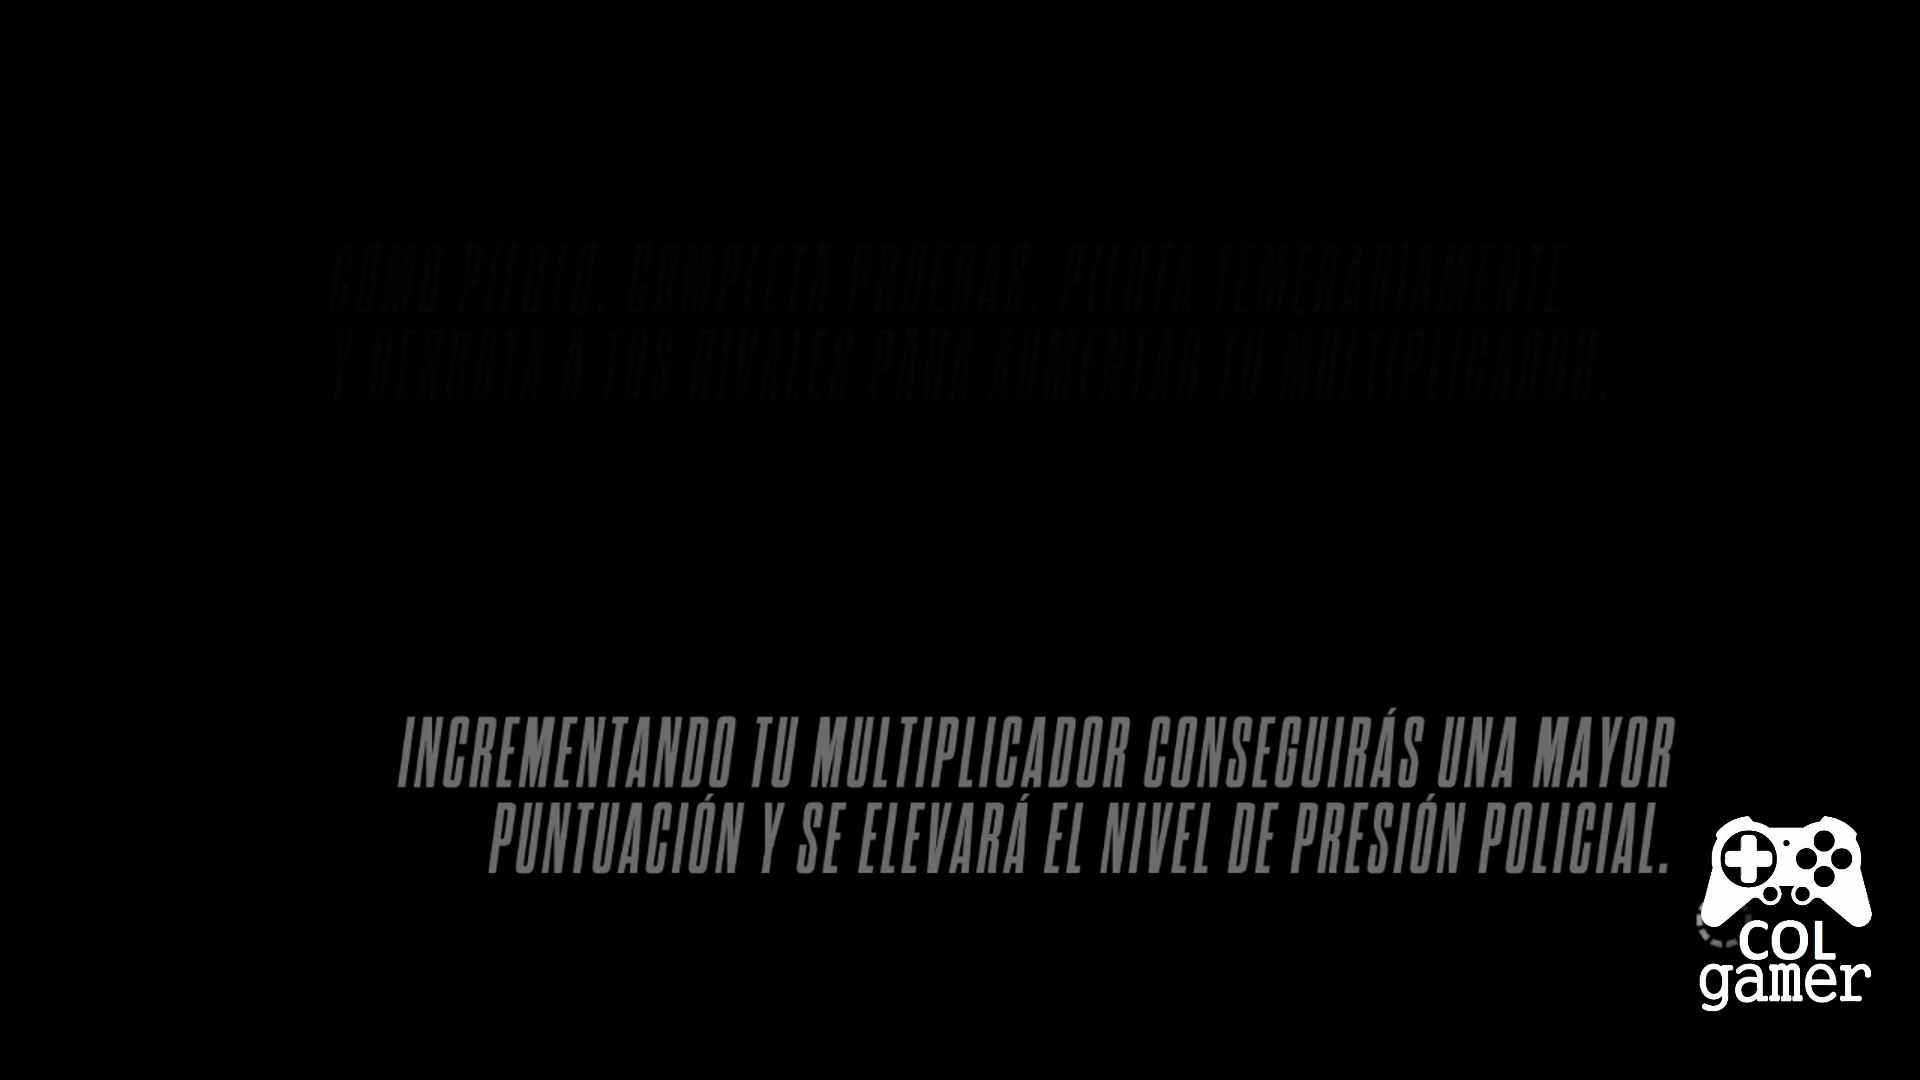 COMO PILOTO, COMPLETA PRUEBAS, PILOTA TEMERARIAMENTE
Y DERROTA A TUS RIVALES PARA AUMENTAR TU MULTIPLICADOR.
INCREMENTANDO TU MULTIPLICADOR CONSEGUIRÁS UNA MAYOR
PUNTUACIÓN Y SE ELEVARÁ EL NIVEL DE PRESIÓN POLICIAL.
COL
gamer